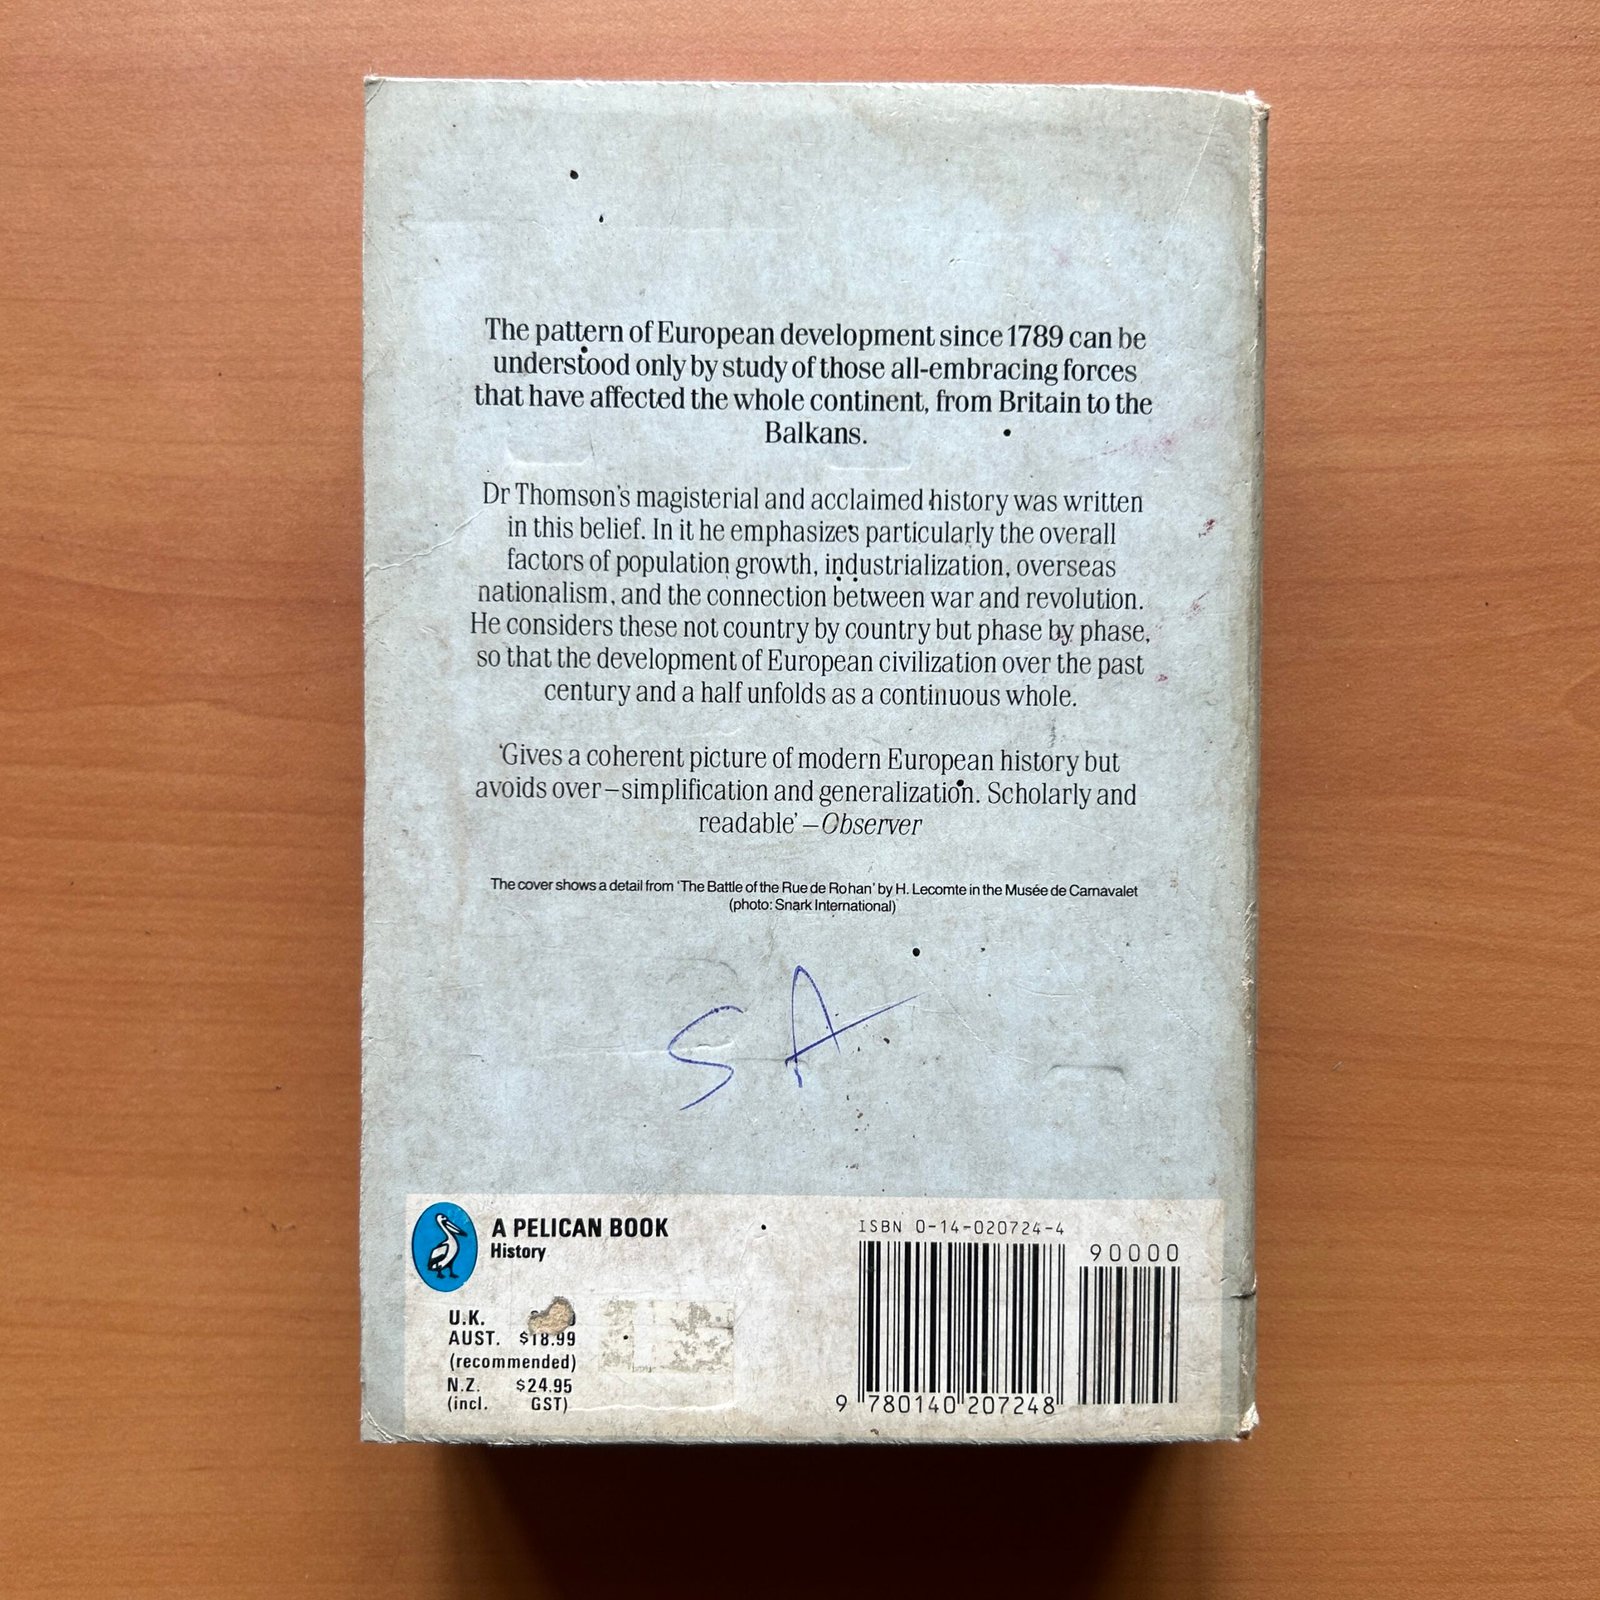 The pattern of European development since 1789 can be
understood only by study of those all-embracing forces
that have affected the whole continent, from Britain to the
Balkans.
Dr Thomson's magisterial and acclaimed history was written
in this belief. In it he emphasizes particularly the overall
factors of population growth, industrialization, overseas
nationalism, and the connection between war and revolution.
He considers these not country by country but phase by phase,
so that the development of European civilization over the past
century and a half unfolds as a continuous whole.
'Gives a coherent picture of modern European history but
avoids over–simplification and generalization. Scholarly and
readable' – Observer
The cover shows a detail from 'The Battle of the Rue de Rohan' by H. Lecomte in the Musée de Carnavalet
(photo: Snark International)
S A
A PELICAN BOOK
History
U.K.
AUST. $18.99
(recommended)
N.Z. $24.95
(incl. GST)
ISBN 0-14-020724-4
90000
9 780140 207248